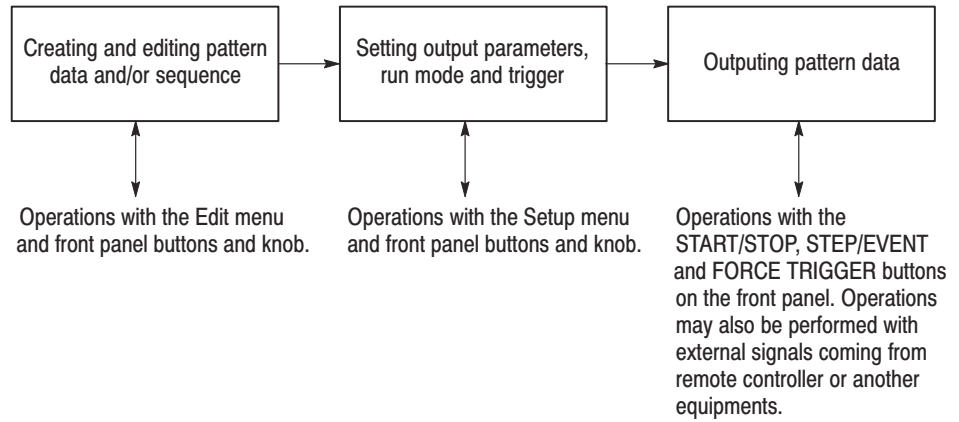 Creating and editing pattern
data and/or sequence
Setting output parameters,
run mode and trigger
Outputing pattern data
Operations with the Edit menu
and front panel buttons and knob.
Operations with the Setup menu
and front panel buttons and knob.
Operations with the
START/STOP, STEP/EVENT
and FORCE TRIGGER buttons
on the front panel. Operations
may also be performed with
external signals coming from
remote controller or another
equipments.